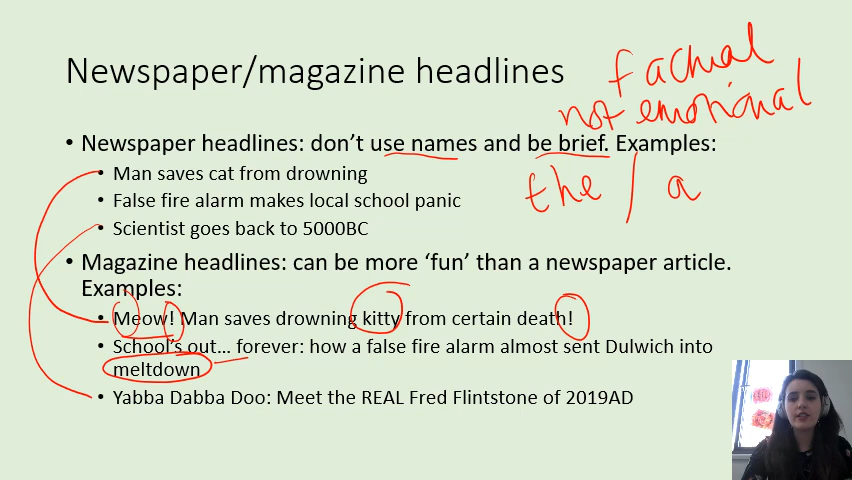 Newspaper/magazine headlines
factual
not emotional
• Newspaper headlines: don’t use names and be brief. Examples:
• Man saves cat from drowning
the / a
• False fire alarm makes local school panic
• Scientist goes back to 5000BC
• Magazine headlines: can be more ‘fun’ than a newspaper article.
Examples:
• Meow! Man saves drowning kitty from certain death!
• School’s out… forever: how a false fire alarm almost sent Dulwich into
meltdown
• Yabba Dabba Doo: Meet the REAL Fred Flintstone of 2019AD